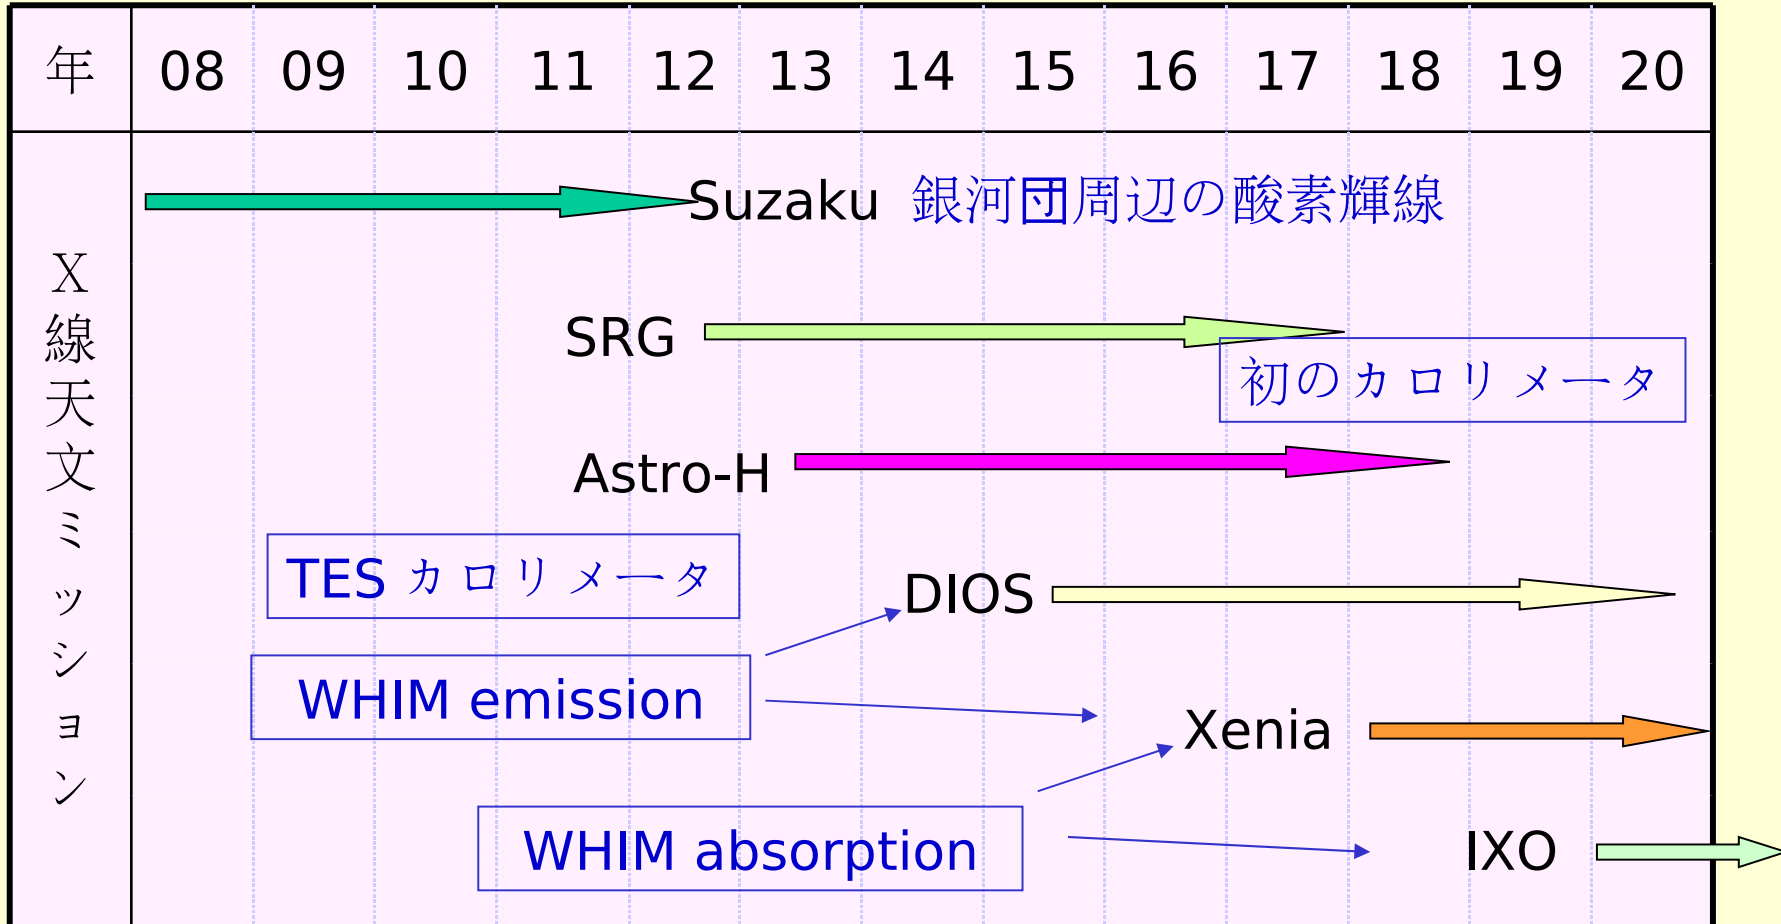 年 08 09 10 11 12 13 14 15 16 17 18 19 20
X線天文ミッション
Suzaku 銀河団周辺の酸素輝線
SRG
初のカロリメータ
Astro-H
TES カロリメータ
DIOS
WHIM emission
Xenia
WHIM absorption
IXO